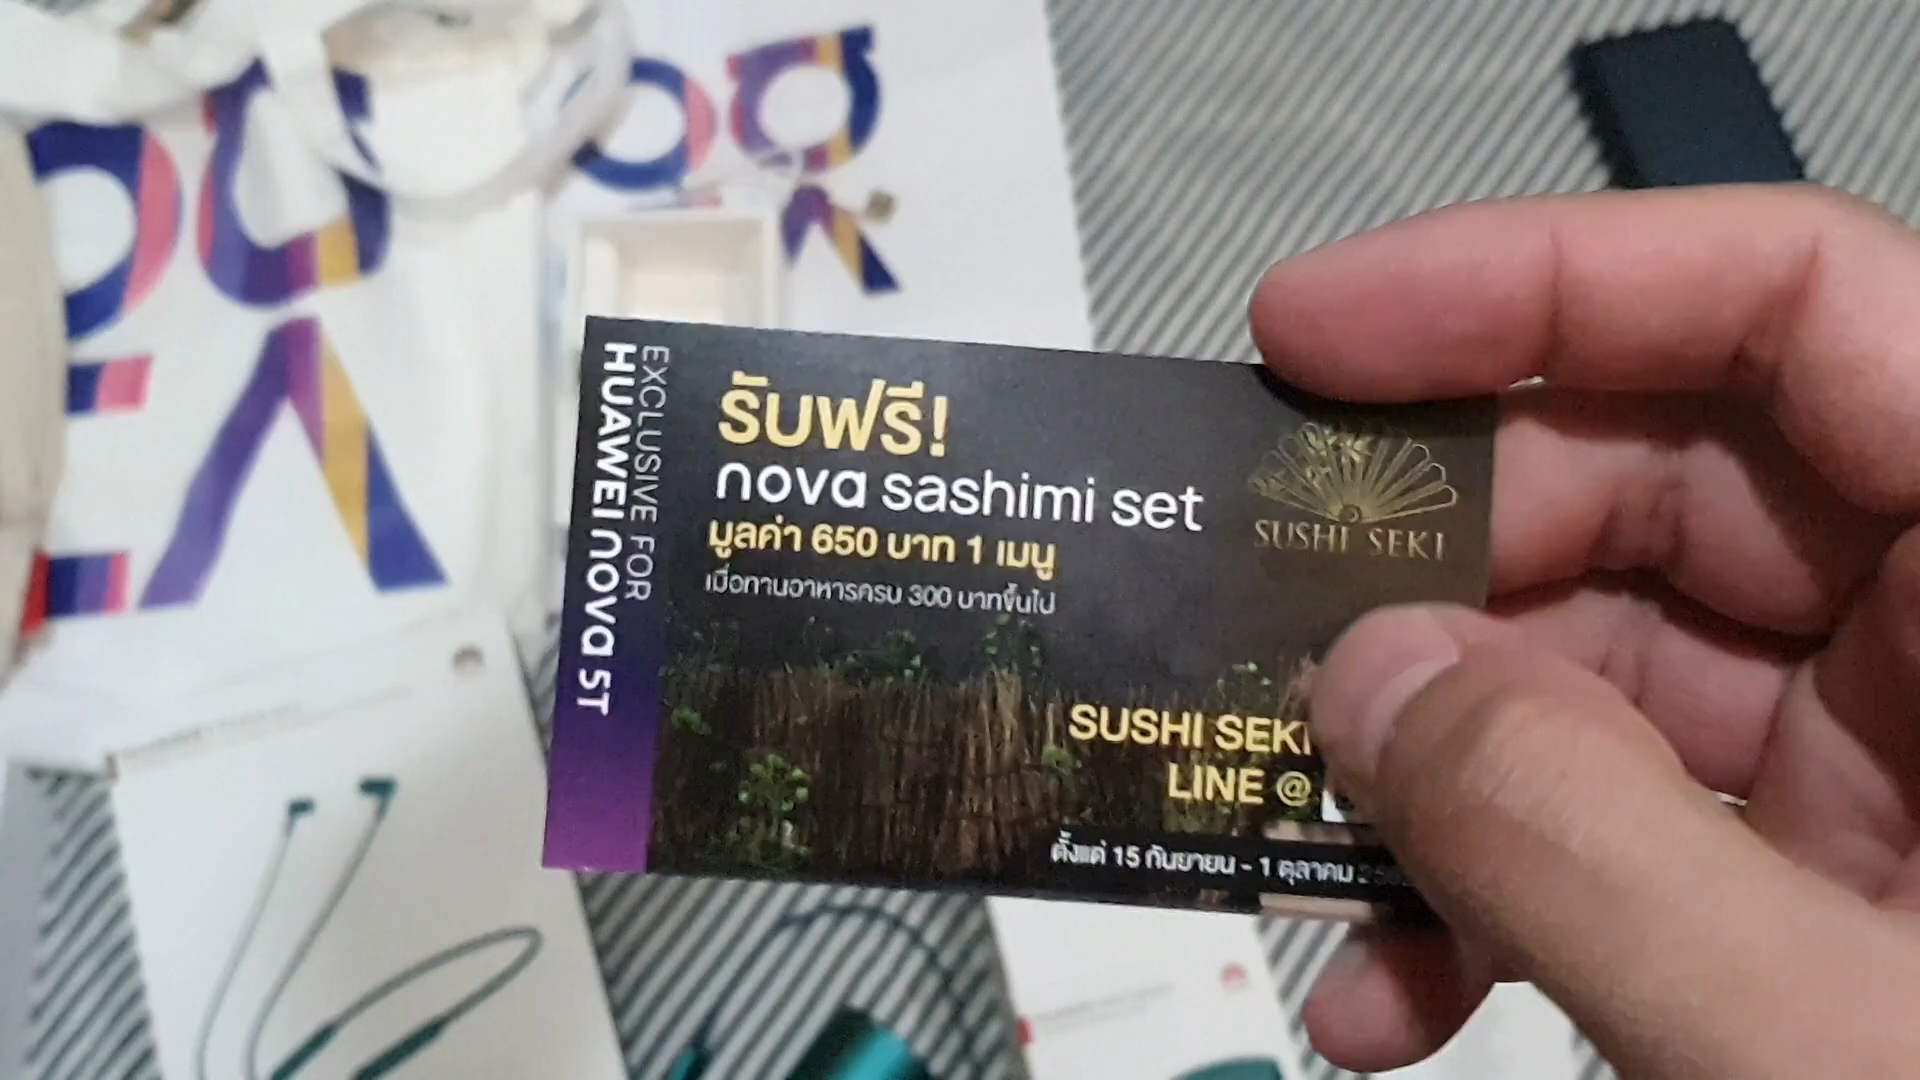 EXCLUSIVE FOR
HUAWEI nova 5T
รับฟรี!
nova sashimi set
มูลค่า 650 บาท 1 เมนู
เมื่อทานอาหารครบ 300 บาทขึ้นไป
SUSHI SEKI
SUSHI SEKI
LINE @
ตั้งแต่ 15 กันยายน - 1 ตุลาคม